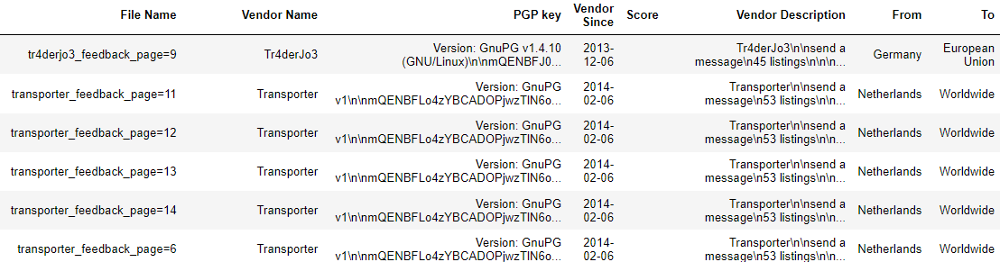 File Name Vendor Name PGP key Vendor Since Score Vendor Description From To
tr4derjo3_feedback_page=9 Tr4derJo3 Version: GnuPG v1.4.10 (GNU/Linux)\n\nmQENBFJ0... 2013-12-06 Tr4derJo3\n\nsend a message\n45 listings\n\n\n... Germany European Union
transporter_feedback_page=11 Transporter Version: GnuPG v1\n\nmQENBFLo4zYBCADOPjwzTIN6o... 2014-02-06 Transporter\n\nsend a message\n53 listings\n\n\n... Netherlands Worldwide
transporter_feedback_page=12 Transporter Version: GnuPG v1\n\nmQENBFLo4zYBCADOPjwzTIN6o... 2014-02-06 Transporter\n\nsend a message\n53 listings\n\n\n... Netherlands Worldwide
transporter_feedback_page=13 Transporter Version: GnuPG v1\n\nmQENBFLo4zYBCADOPjwzTIN6o... 2014-02-06 Transporter\n\nsend a message\n53 listings\n\n\n... Netherlands Worldwide
transporter_feedback_page=14 Transporter Version: GnuPG v1\n\nmQENBFLo4zYBCADOPjwzTIN6o... 2014-02-06 Transporter\n\nsend a message\n53 listings\n\n\n... Netherlands Worldwide
transporter_feedback_page=6 Transporter Version: GnuPG v1\n\nmQENBFLo4zYBCADOPjwzTIN6o... 2014-02-06 Transporter\n\nsend a message\n53 listings\n\n\n... Netherlands Worldwide